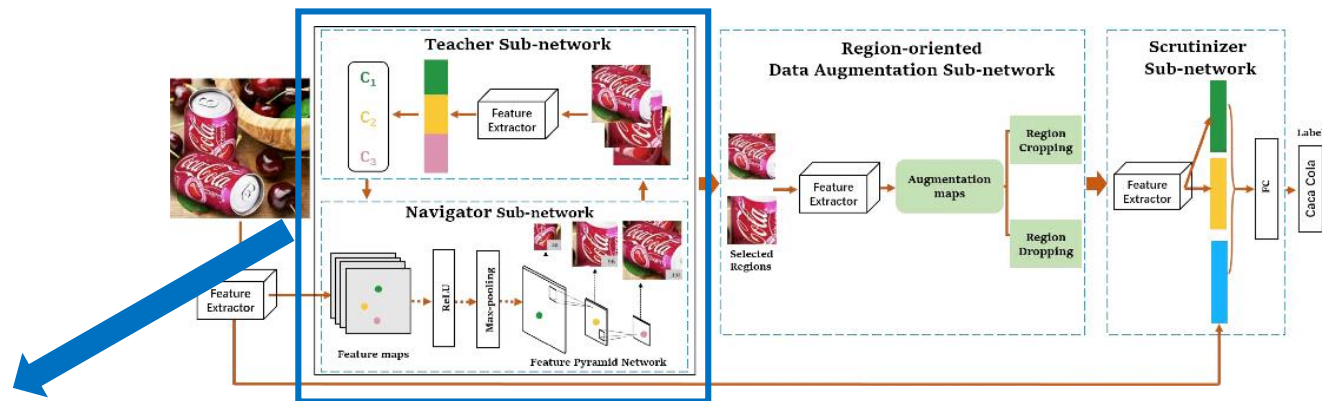 Teacher Sub-network
C1
C2
C3
Feature
Extractor
Navigator Sub-network
Feature
Extractor
Feature maps
ReLU
Max-pooling
Feature Pyramid Network
Region-oriented
Data Augmentation Sub-network
Selected
Regions
Feature
Extractor
Augmentation
maps
Region
Cropping
Region
Dropping
Scrutinizer
Sub-network
Feature
Extractor
FC
Label
Caca Cola
Coca-Cola